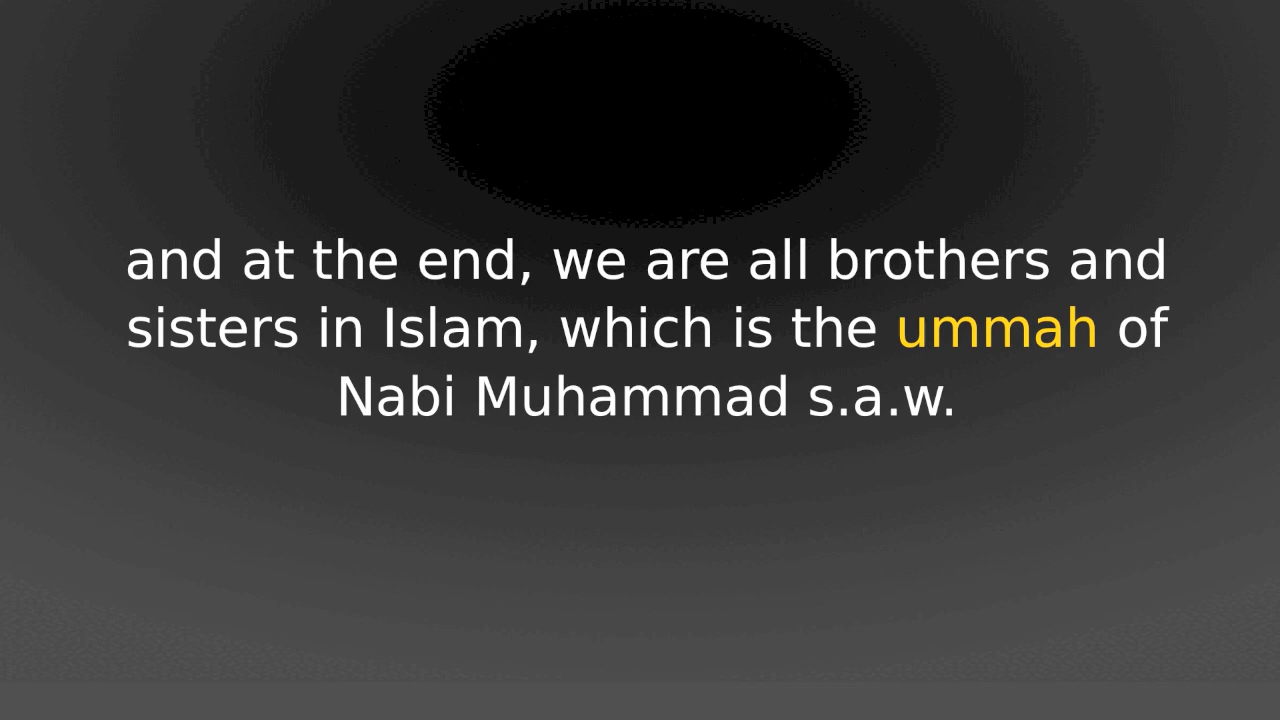 and at the end, we are all brothers and
sisters in Islam, which is the ummah of
Nabi Muhammad s.a.w.